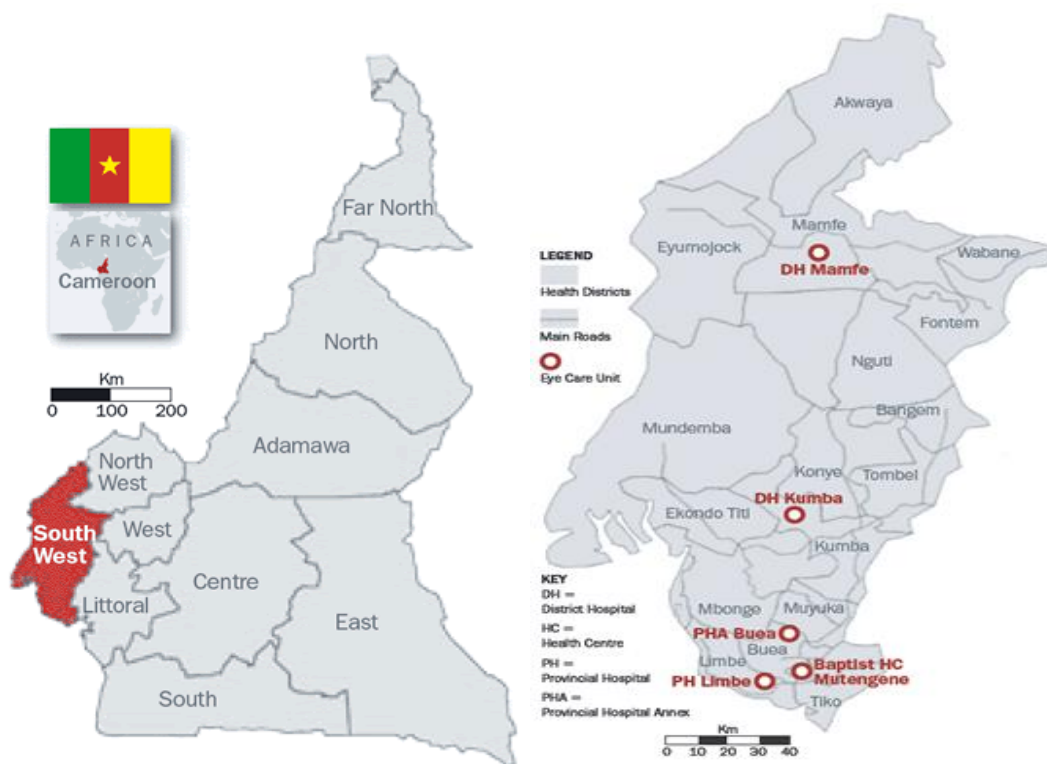 AFRICA
Cameroon
Km
0 100 200
Far North
North
Adamawa
North
West
West
South
West
Littoral
Centre
East
South
LEGEND
Health Districts
Main Roads
Eye Care Unit
KEY
DH =
District Hospital
HC =
Health Centre
PH =
Provincial Hospital
PHA =
Provincial Hospital Annex
Akwaya
Mamfe
Eyumojock
DH Mamfe
Wabane
Fontem
Nguti
Bangem
Mundemba
Konye
Tombel
DH Kumba
Ekondo Titi
Kumba
Mbonge
Muyuka
PHA Buea
Buea
Limbe
Baptist HC
Mutengene
PH Limbe
Tiko
Km
0 10 20 30 40